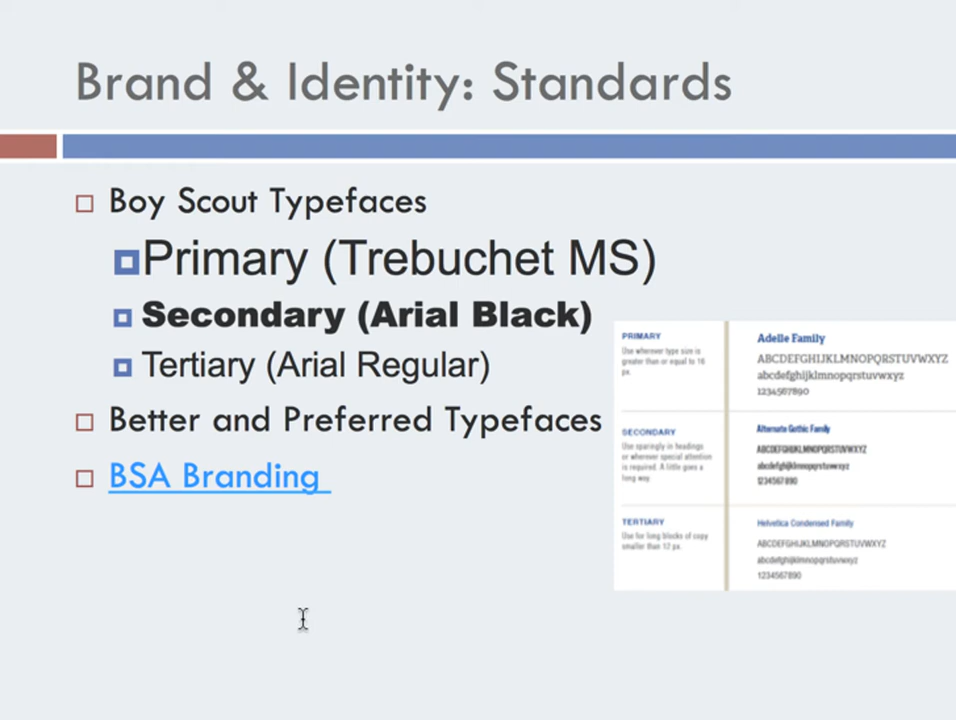 Brand & Identity: Standards
Boy Scout Typefaces
Primary (Trebuchet MS)
Secondary (Arial Black)
Tertiary (Arial Regular)
Better and Preferred Typefaces
BSA Branding
PRIMARY
Use wherever type size is
greater than or equal to 16
px.
Adelle Family
ABCDEFGHIJKLMNOPQRSTUVWXYZ
abcdefghijklmnopqrstuvwxyz
1234567890
SECONDARY
Use sparingly in headings
or wherever special attention
is required. A little goes a
long way.
Alternate Gothic Family
ABCDEFGHIJKLMNOPQRSTUVWXYZ
abcdefghijklmnopqrstuvwxyz
1234567890
TERTIARY
Use for long blocks of copy
smaller than 12 px.
Helvetica Condensed Family
ABCDEFGHIJKLMNOPQRSTUVWXYZ
abcdefghijklmnopqrstuvwxyz
1234567890